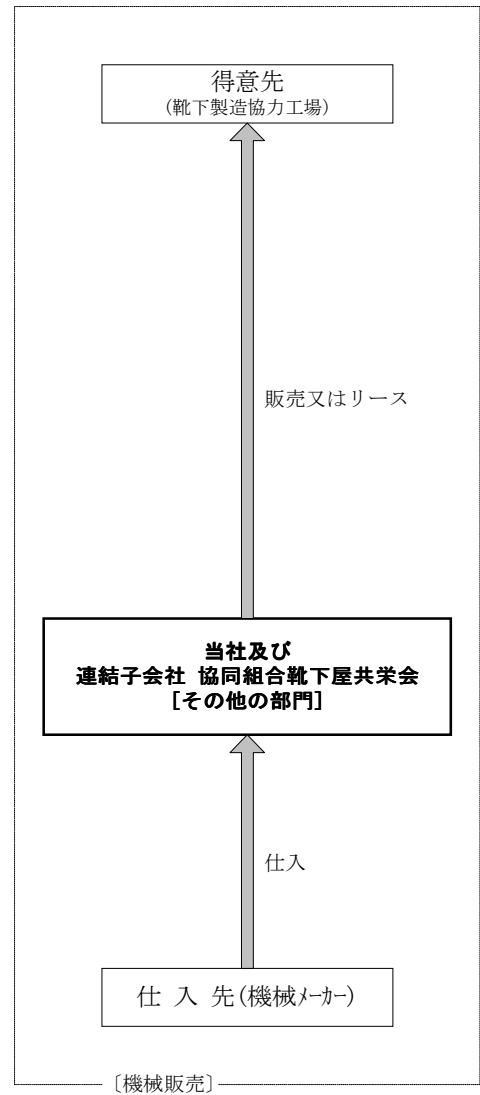 得意先
(靴下製造協力工場)
販売又はリース
当社及び
連結子会社 協同組合靴下屋共栄会
[その他の部門]
仕入
仕 入 先(機械ﾒｰｶｰ)
〔機械販売〕